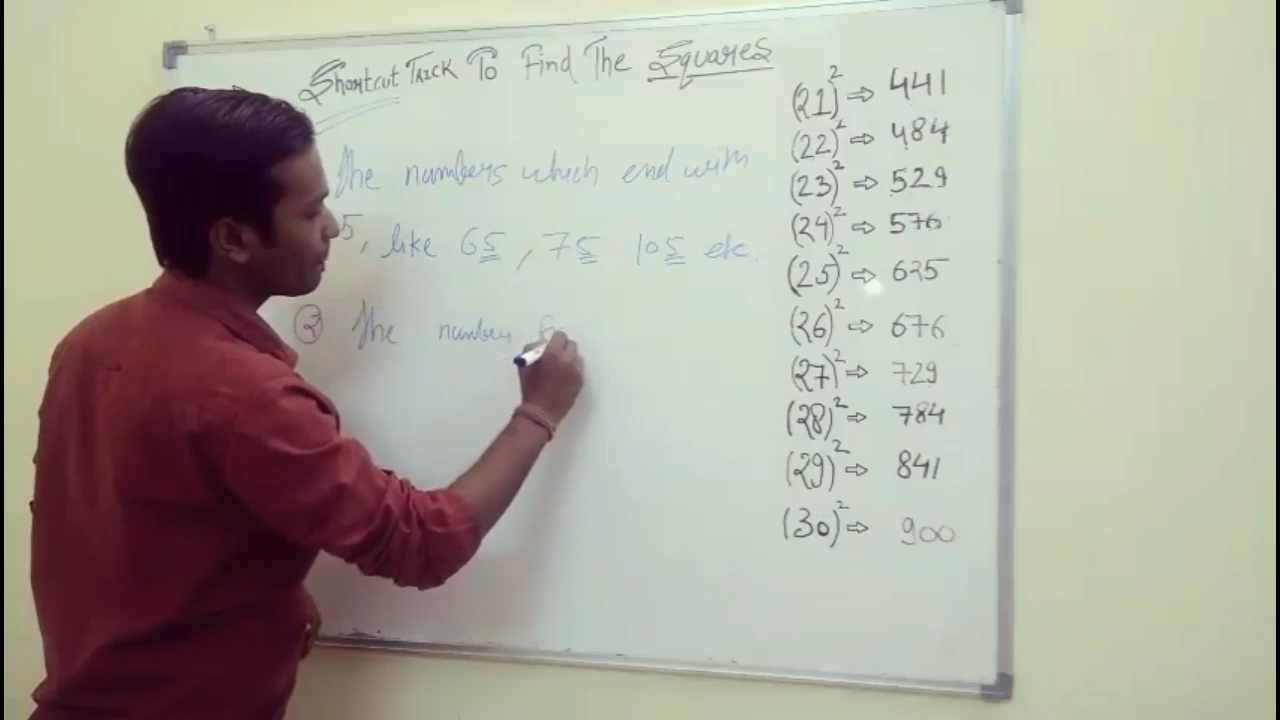 Shortcut Trick To Find The Squares
The numbers which end with
5, like 65, 75 105 etc.
② The number
(21)² ⇒ 441
(22)² ⇒ 484
(23)² ⇒ 529
(24)² ⇒ 576
(25)² ⇒ 625
(26)² ⇒ 676
(27)² ⇒ 729
(28)² ⇒ 784
(29)² ⇒ 841
(30)² ⇒ 900